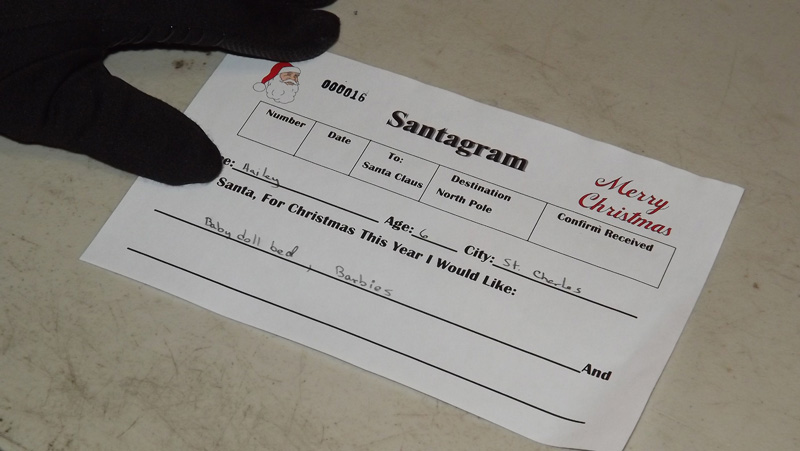 000016
Santagram
Merry
Christmas
Number Date To: Santa Claus Destination North Pole Confirm Received
e: Hailey Age: 6 City: St. Charles
Santa, For Christmas This Year I Would Like:
Baby doll bed + Barbies
And